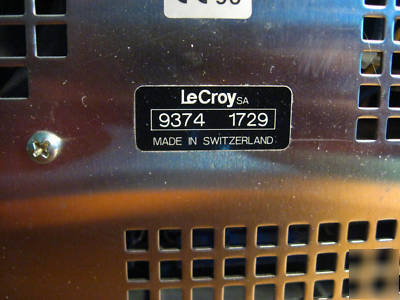 LeCroy SA
9374 1729
MADE IN SWITZERLAND